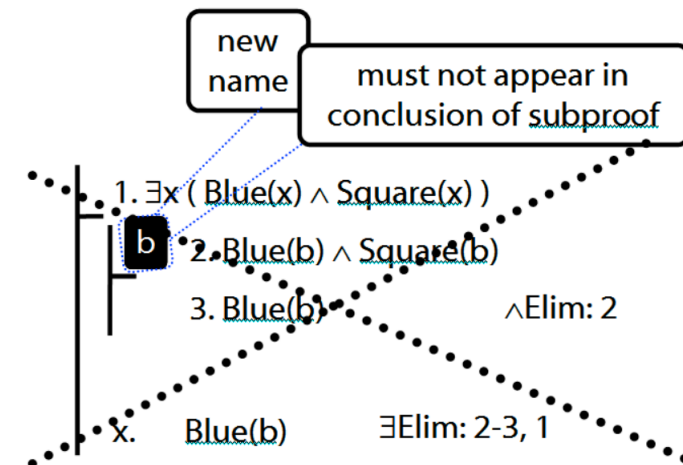 new
name
must not appear in
conclusion of subproof
1. ∃x ( Blue(x) ∧ Square(x) )
b
2. Blue(b) ∧ Square(b)
3. Blue(b) ∧Elim: 2
x. Blue(b) ∃Elim: 2-3, 1